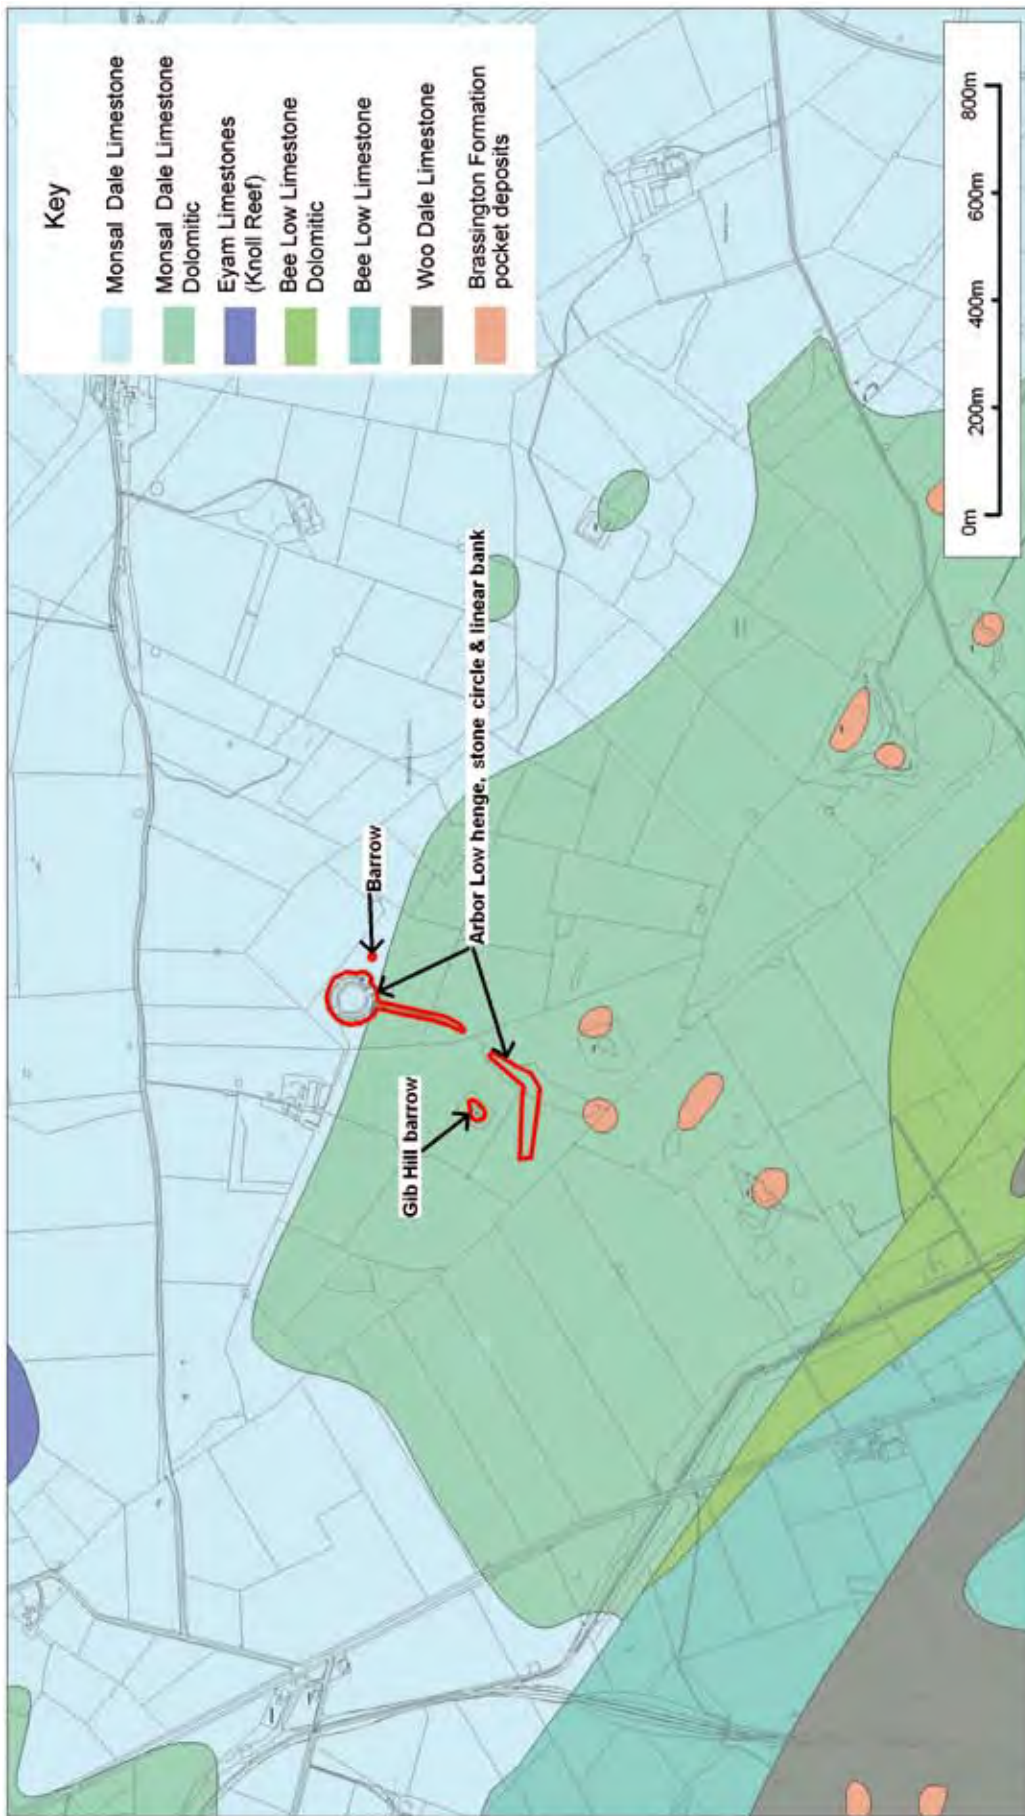 Key
Monsal Dale Limestone
Monsal Dale Limestone
Dolomitic
Eyam Limestones
(Knoll Reef)
Bee Low Limestone
Dolomitic
Bee Low Limestone
Woo Dale Limestone
Brassington Formation
pocket deposits
Barrow
Arbor Low henge, stone circle & linear bank
Gib Hill barrow
0m 200m 400m 600m 800m